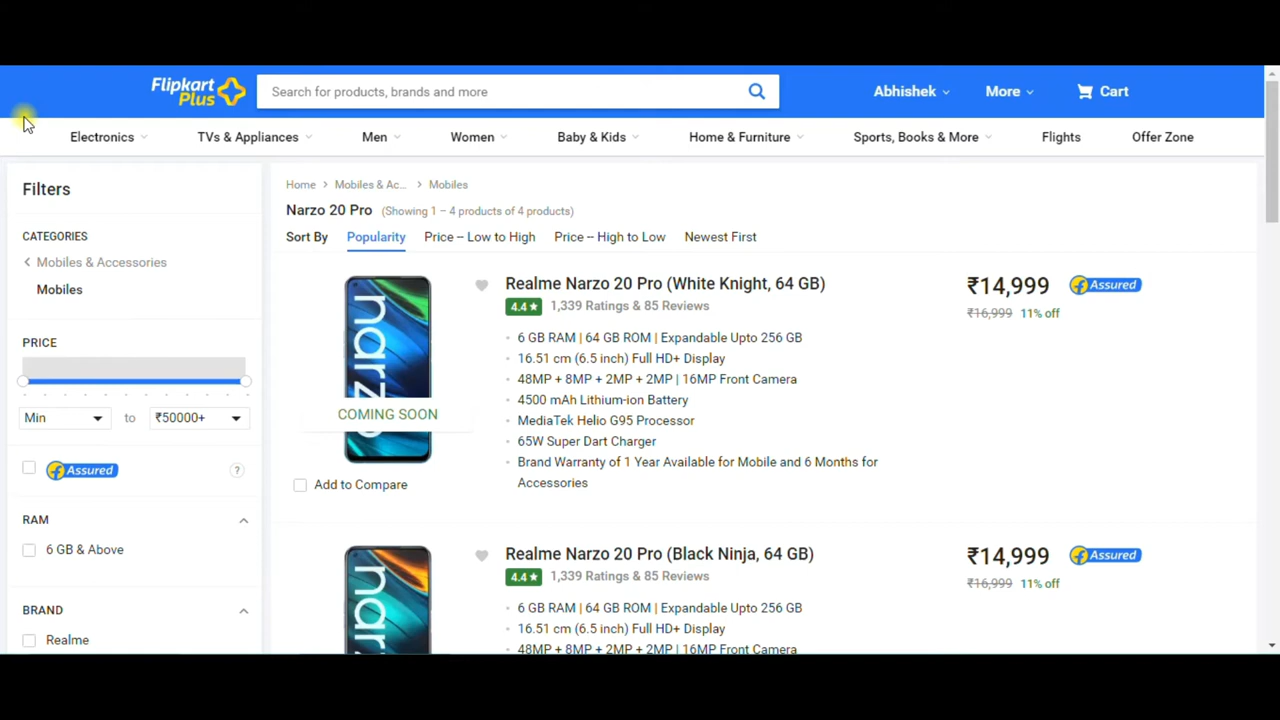 Flipkart
Plus
Search for products, brands and more
Abhishek
More
Cart
Electronics
TVs & Appliances
Men
Women
Baby & Kids
Home & Furniture
Sports, Books & More
Flights
Offer Zone
Filters
CATEGORIES
Mobiles & Accessories
Mobiles
PRICE
Min
to
₹50000+
f Assured
?
RAM
6 GB & Above
BRAND
Realme
Home > Mobiles & Ac... > Mobiles
Narzo 20 Pro (Showing 1 – 4 products of 4 products)
Sort By Popularity Price -- Low to High Price -- High to Low Newest First
narzo
COMING SOON
Add to Compare
Realme Narzo 20 Pro (White Knight, 64 GB)
4.4★ 1,339 Ratings & 85 Reviews
6 GB RAM | 64 GB ROM | Expandable Upto 256 GB
16.51 cm (6.5 inch) Full HD+ Display
48MP + 8MP + 2MP + 2MP | 16MP Front Camera
4500 mAh Lithium-ion Battery
MediaTek Helio G95 Processor
65W Super Dart Charger
Brand Warranty of 1 Year Available for Mobile and 6 Months for
Accessories
₹14,999
f Assured
₹16,999 11% off
narzo
Realme Narzo 20 Pro (Black Ninja, 64 GB)
4.4★ 1,339 Ratings & 85 Reviews
6 GB RAM | 64 GB ROM | Expandable Upto 256 GB
16.51 cm (6.5 inch) Full HD+ Display
48MP + 8MP + 2MP + 2MP | 16MP Front Camera
₹14,999
f Assured
₹16,999 11% off